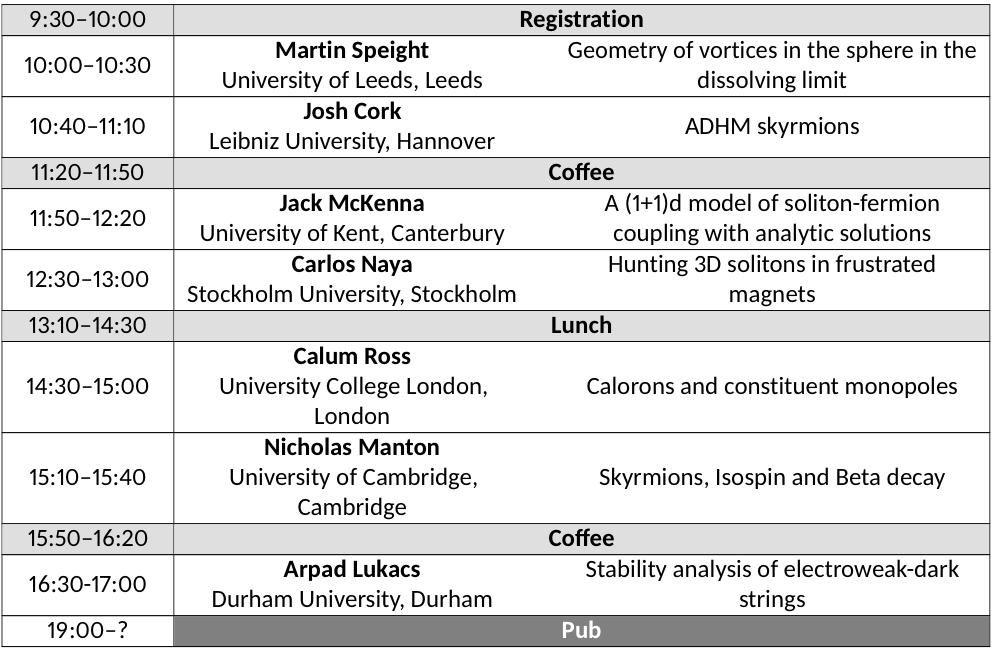 9:30–10:00 Registration
10:00–10:30
Martin Speight
University of Leeds, Leeds
Geometry of vortices in the sphere in the
dissolving limit
10:40–11:10
Josh Cork
Leibniz University, Hannover
ADHM skyrmions
11:20–11:50 Coffee
11:50–12:20
Jack McKenna
University of Kent, Canterbury
A (1+1)d model of soliton-fermion
coupling with analytic solutions
12:30–13:00
Carlos Naya
Stockholm University, Stockholm
Hunting 3D solitons in frustrated
magnets
13:10–14:30 Lunch
14:30–15:00
Calum Ross
University College London,
London
Calorons and constituent monopoles
15:10–15:40
Nicholas Manton
University of Cambridge,
Cambridge
Skyrmions, Isospin and Beta decay
15:50–16:20 Coffee
16:30-17:00
Arpad Lukacs
Durham University, Durham
Stability analysis of electroweak-dark
strings
19:00–? Pub